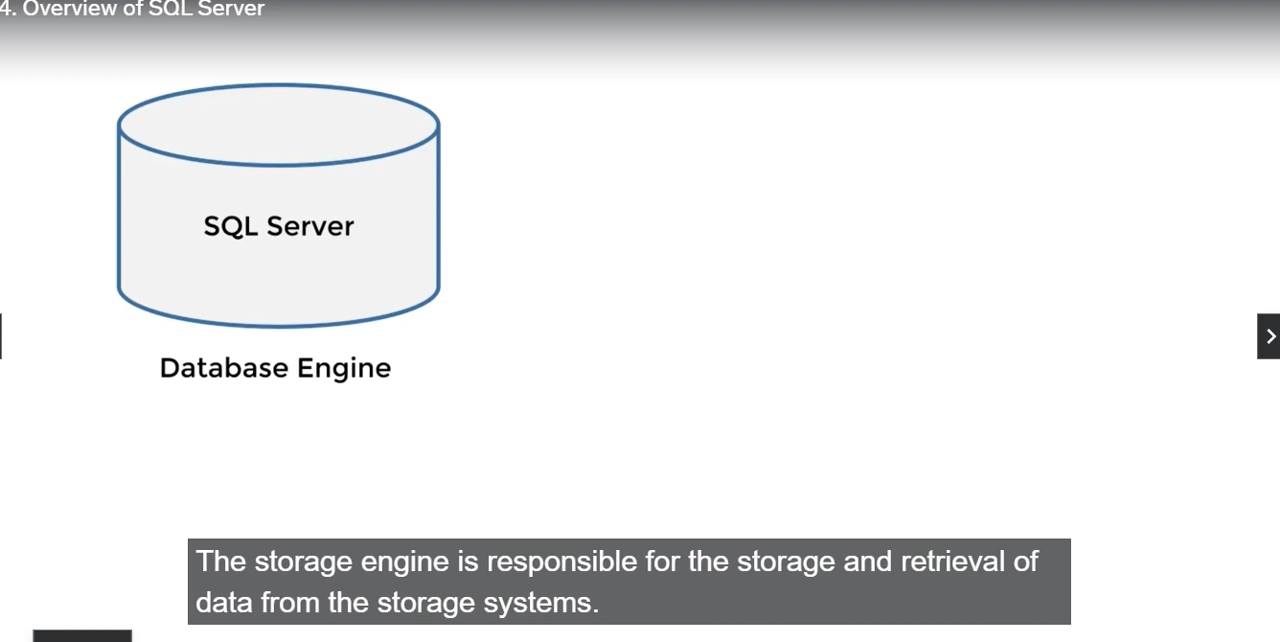 4. Overview of SQL Server
SQL Server
Database Engine
The storage engine is responsible for the storage and retrieval of
data from the storage systems.